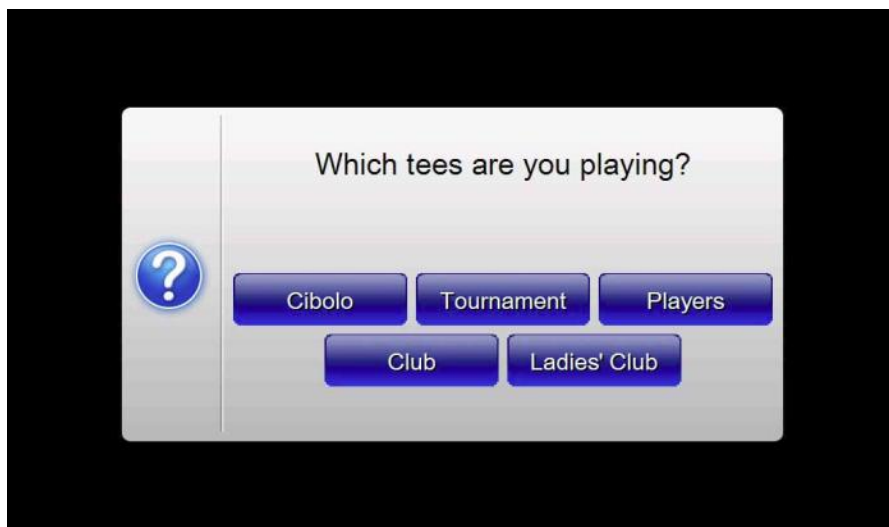 Which tees are you playing?
Cibolo Tournament Players
Club Ladies' Club